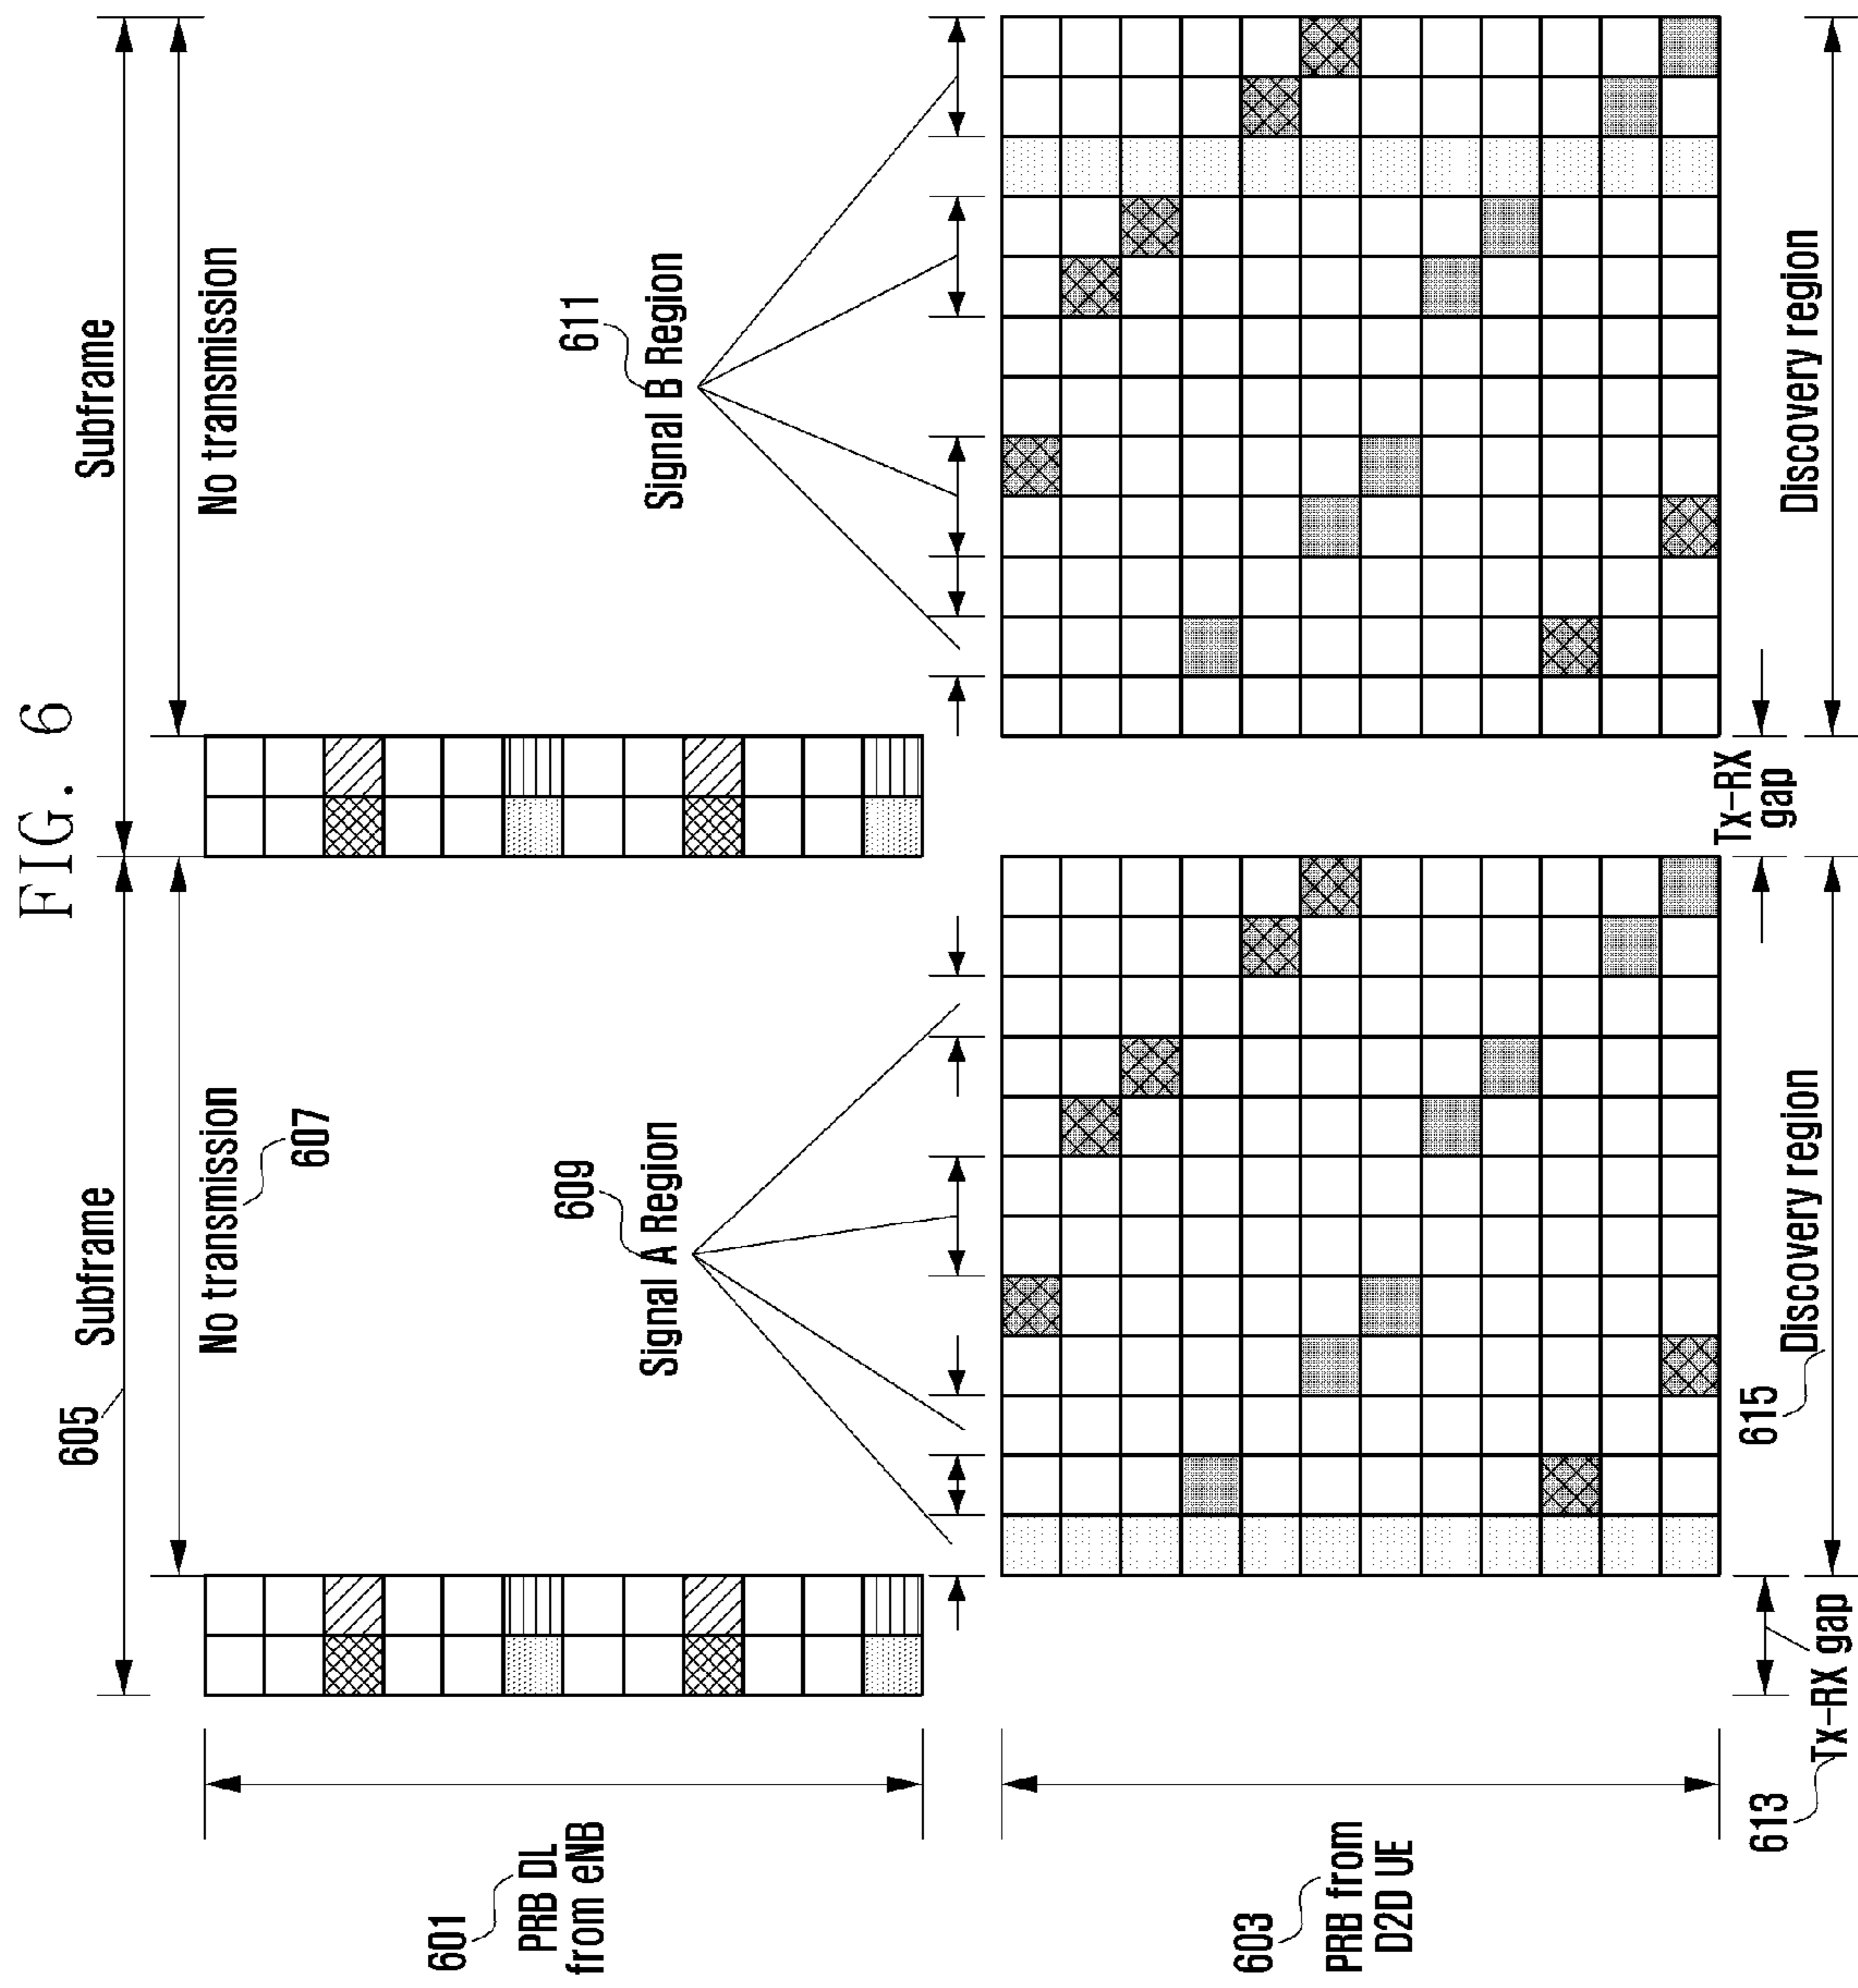 FIG. 6
605
Subframe
Subframe
No transmission
607
No transmission
601
PRB DL
from eNB
609
Signal A Region
611
Signal B Region
603
PRB from
D2D UE
613
Tx-RX gap
615
Discovery region
Tx-RX
gap
Discovery region